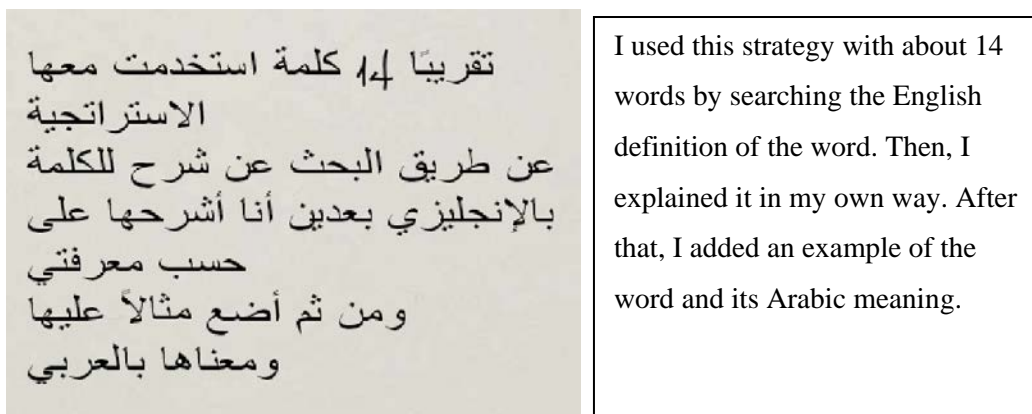 تقريبًا 14 كلمة استخدمت معها
الاستراتجية
عن طريق البحث عن شرح للكلمة
بالإنجليزي بعدين أنا أشرحها على
حسب معرفتي
ومن ثم أضع مثالاً عليها
ومعناها بالعربي
I used this strategy with about 14
words by searching the English
definition of the word. Then, I
explained it in my own way. After
that, I added an example of the
word and its Arabic meaning.